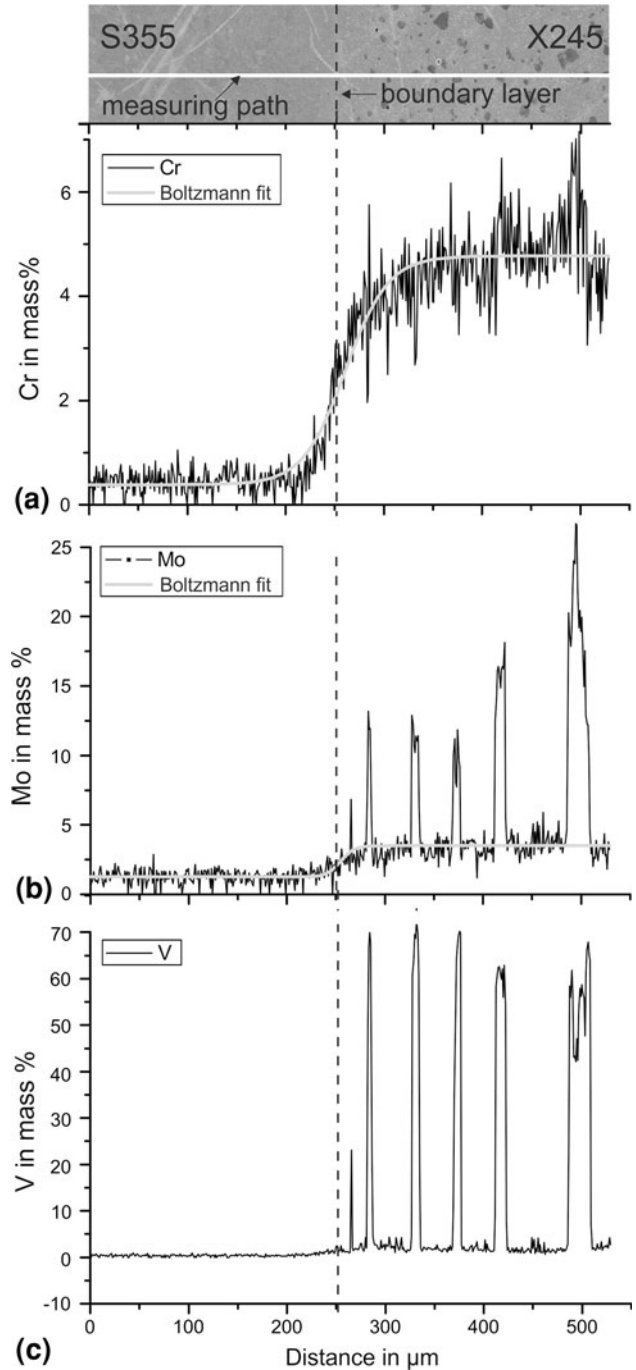 S355
X245
measuring path
boundary layer
Cr
Boltzmann fit
6
4
2
0
Cr in mass%
(a)
Mo
Boltzmann fit
25
20
15
10
5
0
Mo in mass %
(b)
V
70
60
50
40
30
20
10
0
-10
V in mass %
(c)
0 100 200 300 400 500
Distance in µm